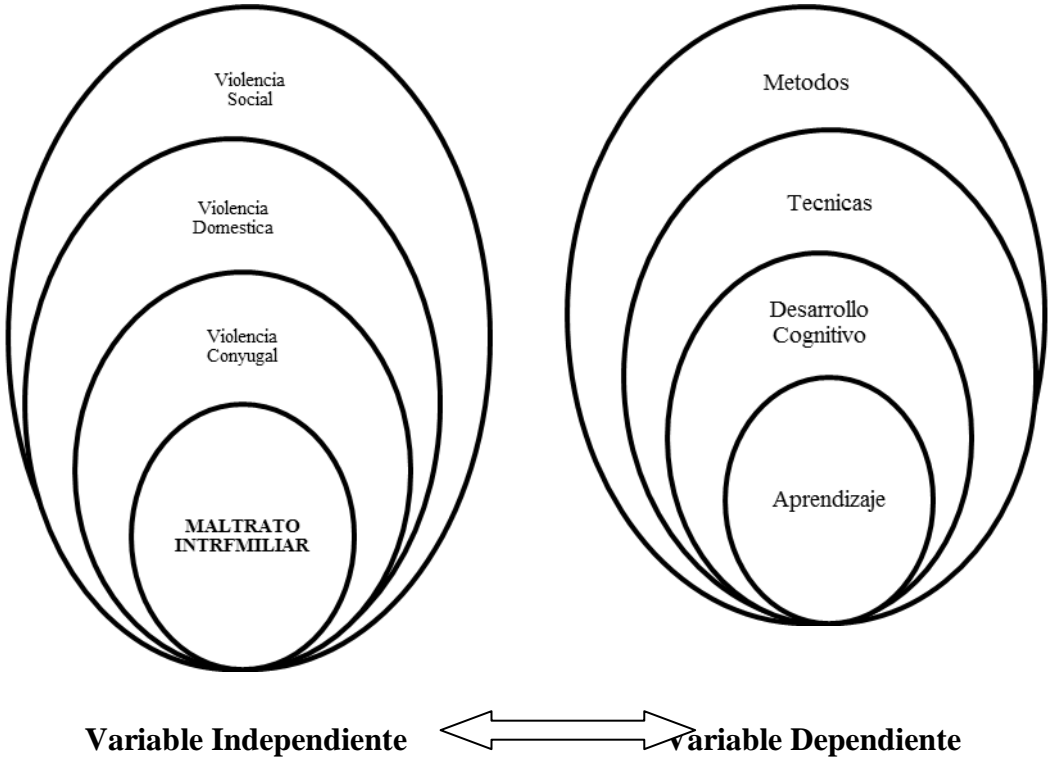 Violencia
Social
Violencia
Domestica
Violencia
Conyugal
MALTRATO
INTRFMILIAR
Metodos
Tecnicas
Desarrollo
Cognitivo
Aprendizaje
Variable Independiente
Variable Dependiente